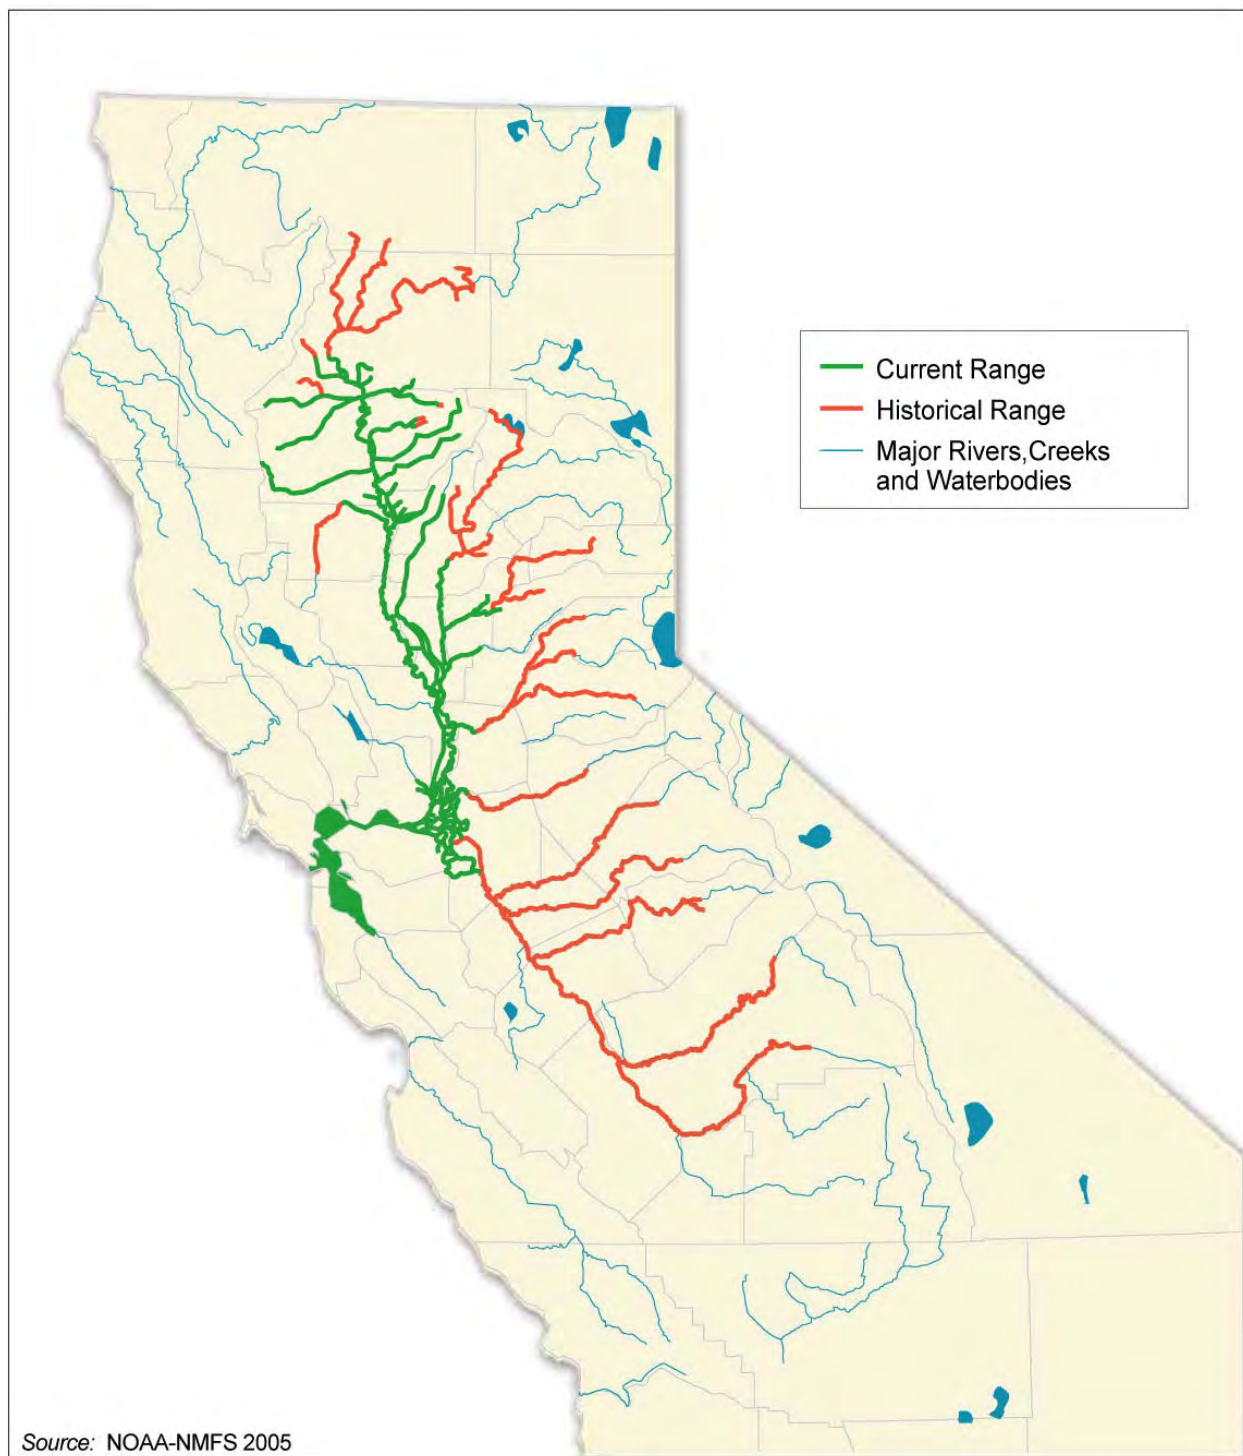 Current Range
Historical Range
Major Rivers,Creeks
and Waterbodies
Source: NOAA-NMFS 2005